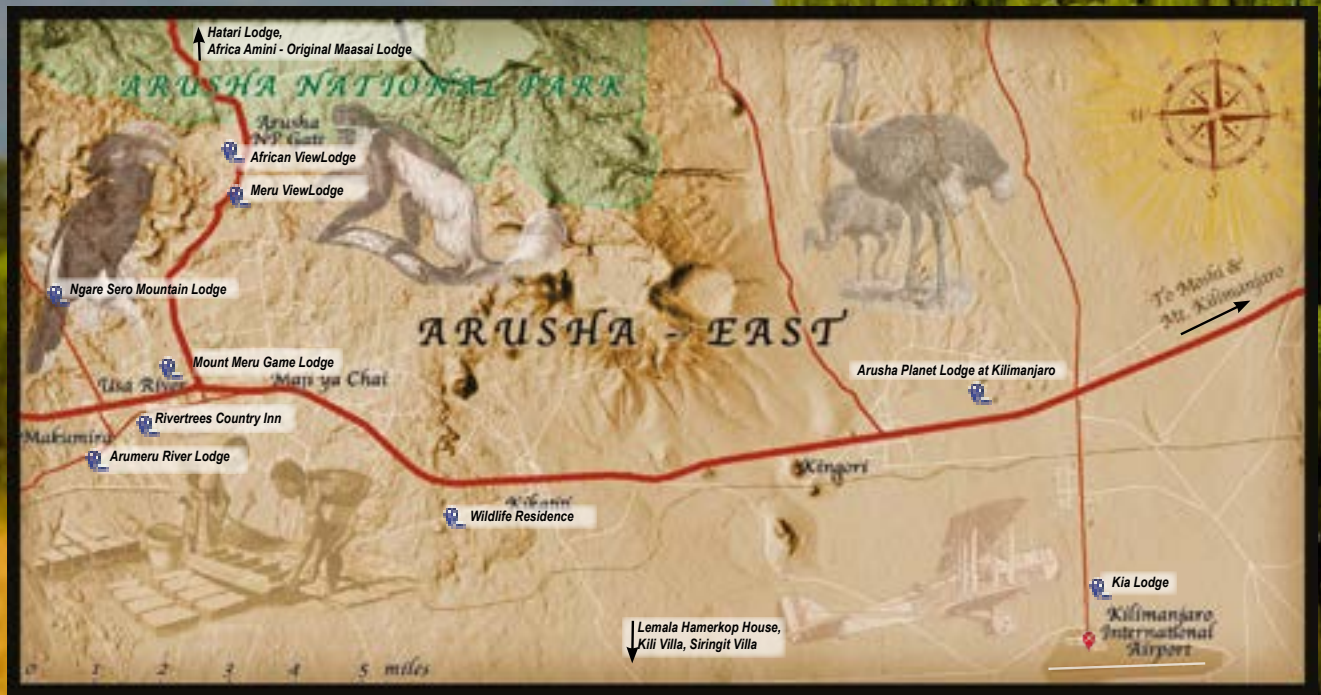 Hatari Lodge,
Africa Amini - Original Maasai Lodge
ARUSHA NATIONAL PARK
N
W
E
S
Arusha
NP Gate
African ViewLodge
Meru ViewLodge
Ngare Sero Mountain Lodge
To Moshi &
Mt. Kilimanjaro
ARUSHA - EAST
Mount Meru Game Lodge
Usa River
Maji ya Chai
Arusha Planet Lodge at Kilimanjaro
Rivertrees Country Inn
Makumira
Arumeru River Lodge
Kingori
Kikatiti
Wildlife Residence
Kia Lodge
Kilimanjaro
International
Airport
Lemala Hamerkop House,
Kili Villa, Siringit Villa
0 1 2 3 4 5 miles